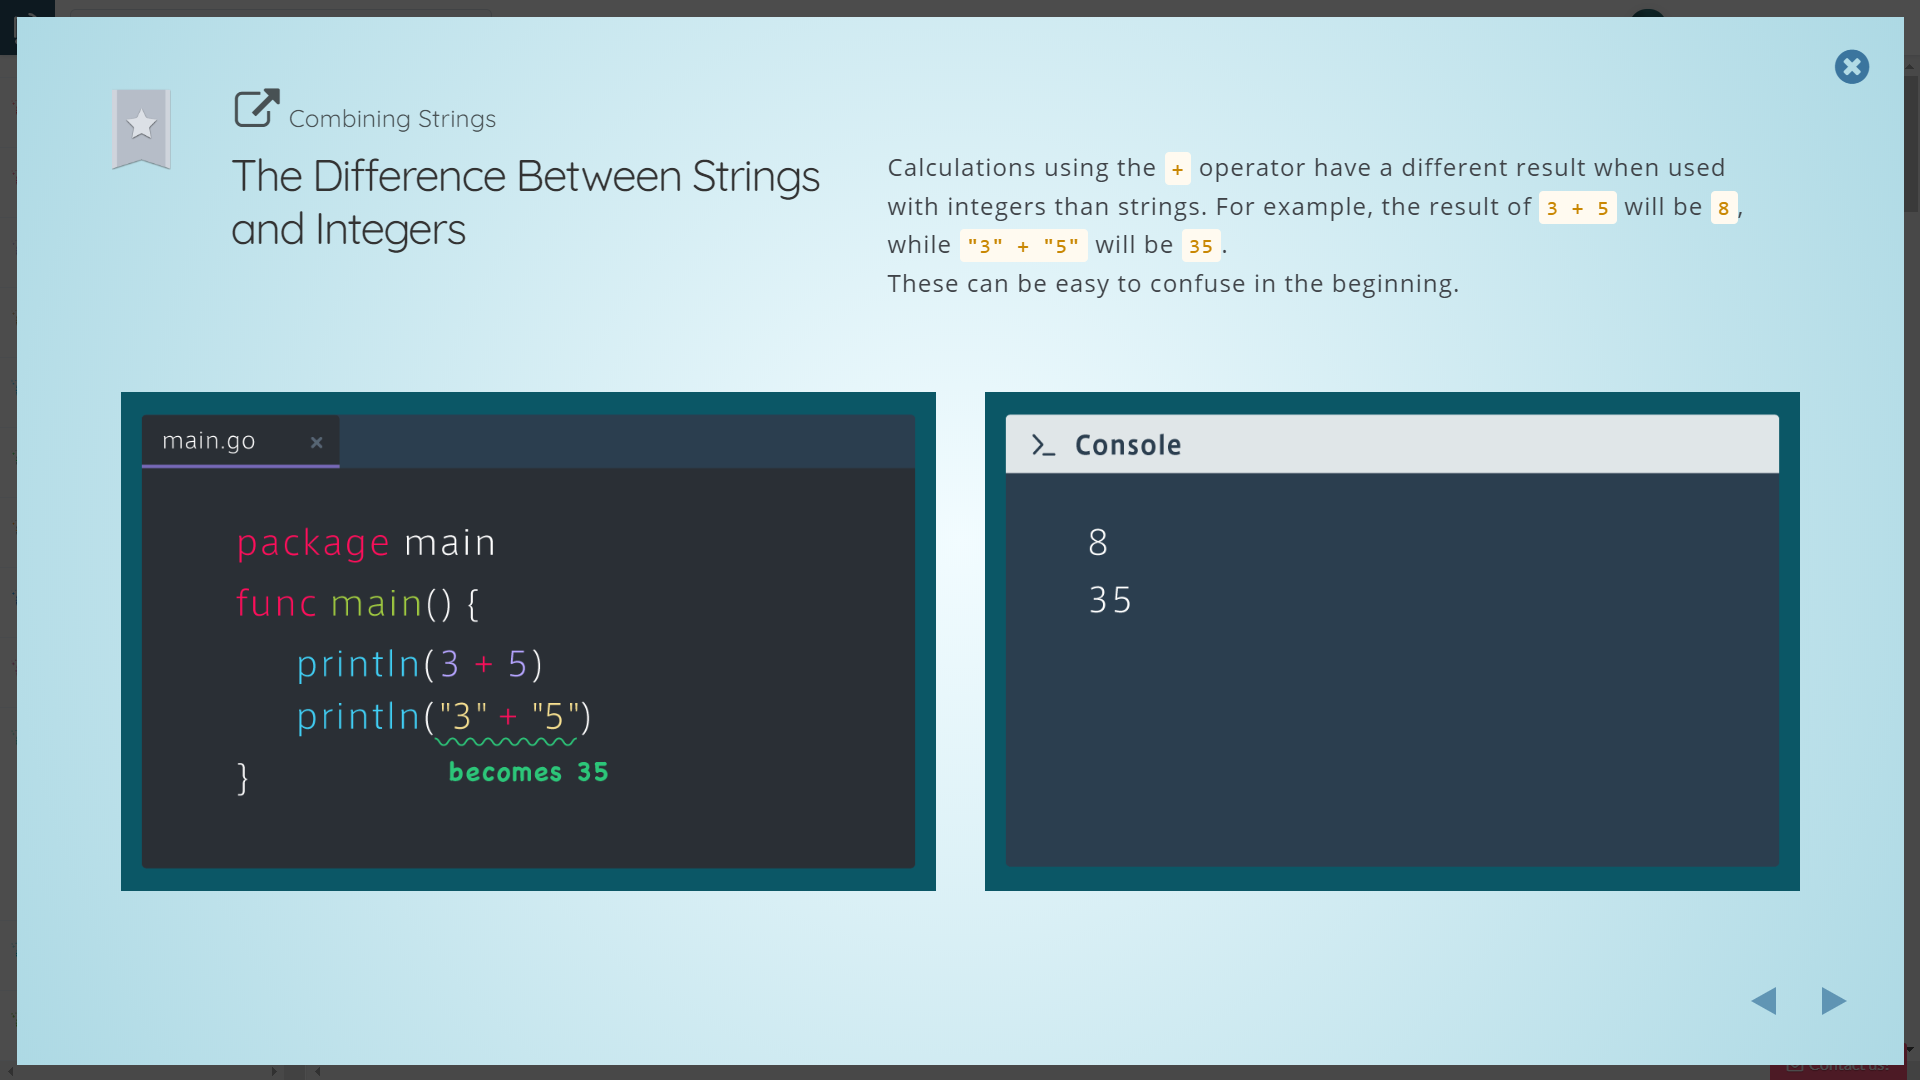 Combining Strings
The Difference Between Strings
and Integers
Calculations using the + operator have a different result when used
with integers than strings. For example, the result of 3 + 5 will be 8,
while "3" + "5" will be 35.
These can be easy to confuse in the beginning.
main.go
package main
func main() {
println(3 + 5)
println("3" + "5")
becomes 35
}
>_ Console
8
35
Contact us!